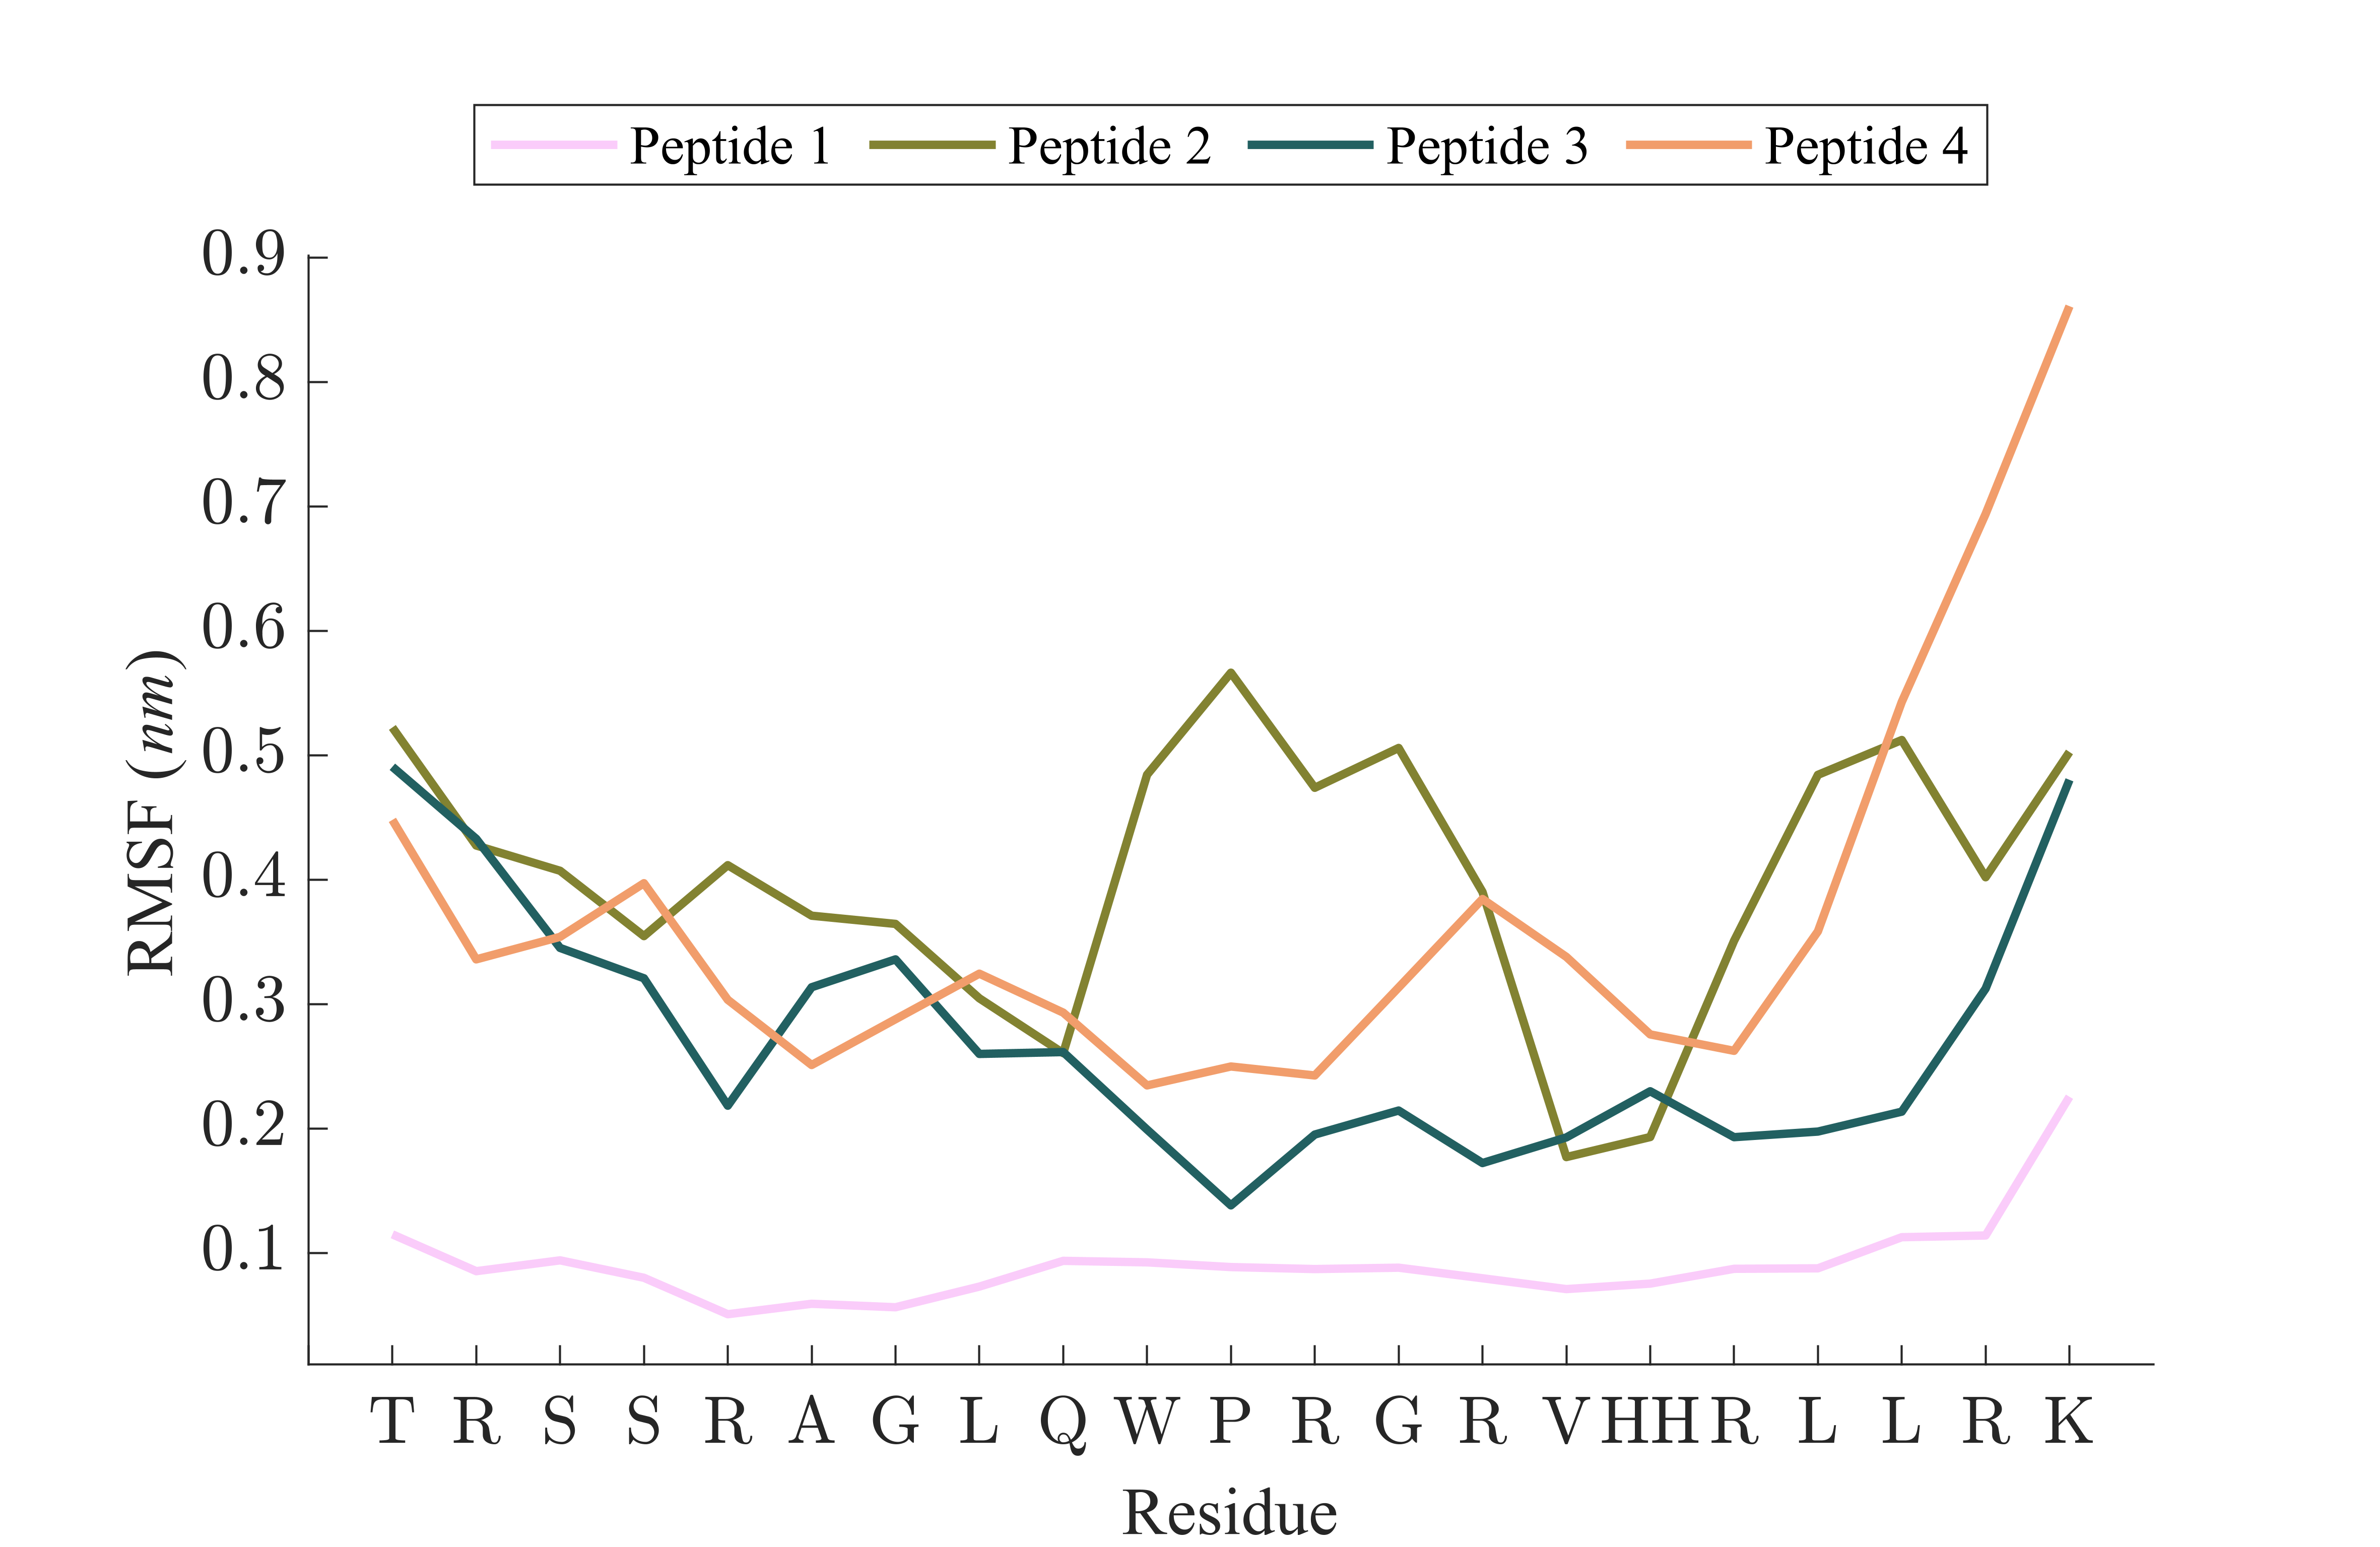 Peptide 1 Peptide 2 Peptide 3 Peptide 4
0.9
0.8
0.7
0.6
0.5
0.4
0.3
0.2
0.1
RMSF (nm)
T R S S R A G L Q W P R G R V HH R L L R K
Residue